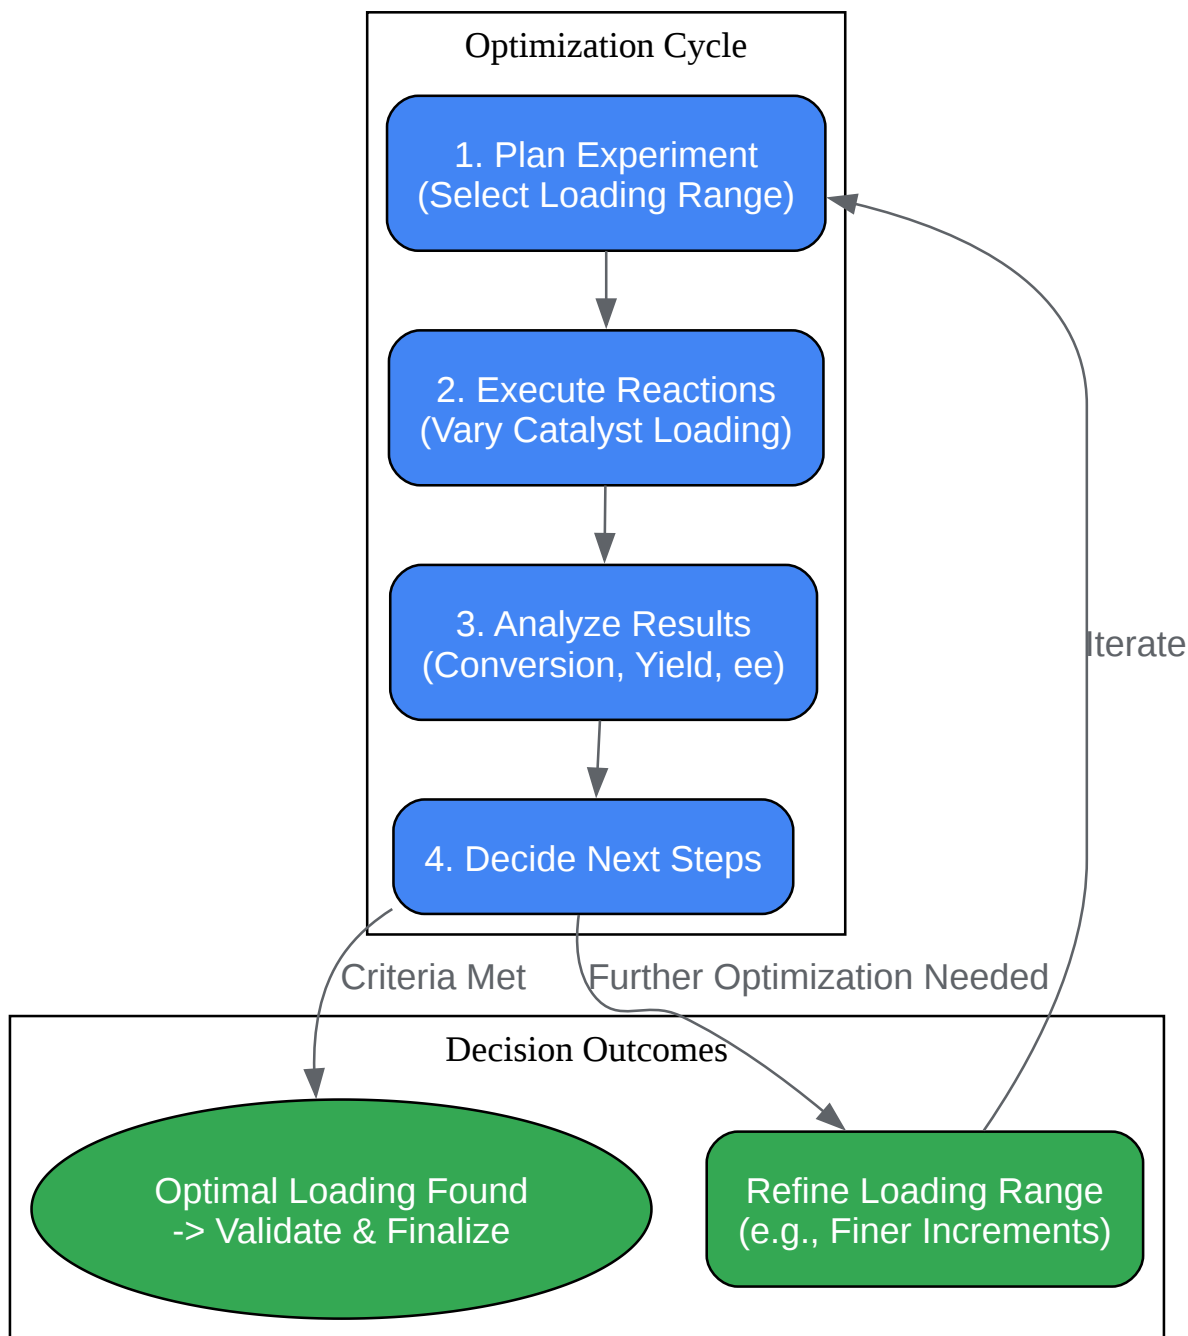 Optimization Cycle
1. Plan Experiment
(Select Loading Range)
2. Execute Reactions
(Vary Catalyst Loading)
3. Analyze Results
(Conversion, Yield, ee)
Iterate
4. Decide Next Steps
Criteria Met
Further Optimization Needed
Decision Outcomes
Optimal Loading Found
-> Validate & Finalize
Refine Loading Range
(e.g., Finer Increments)